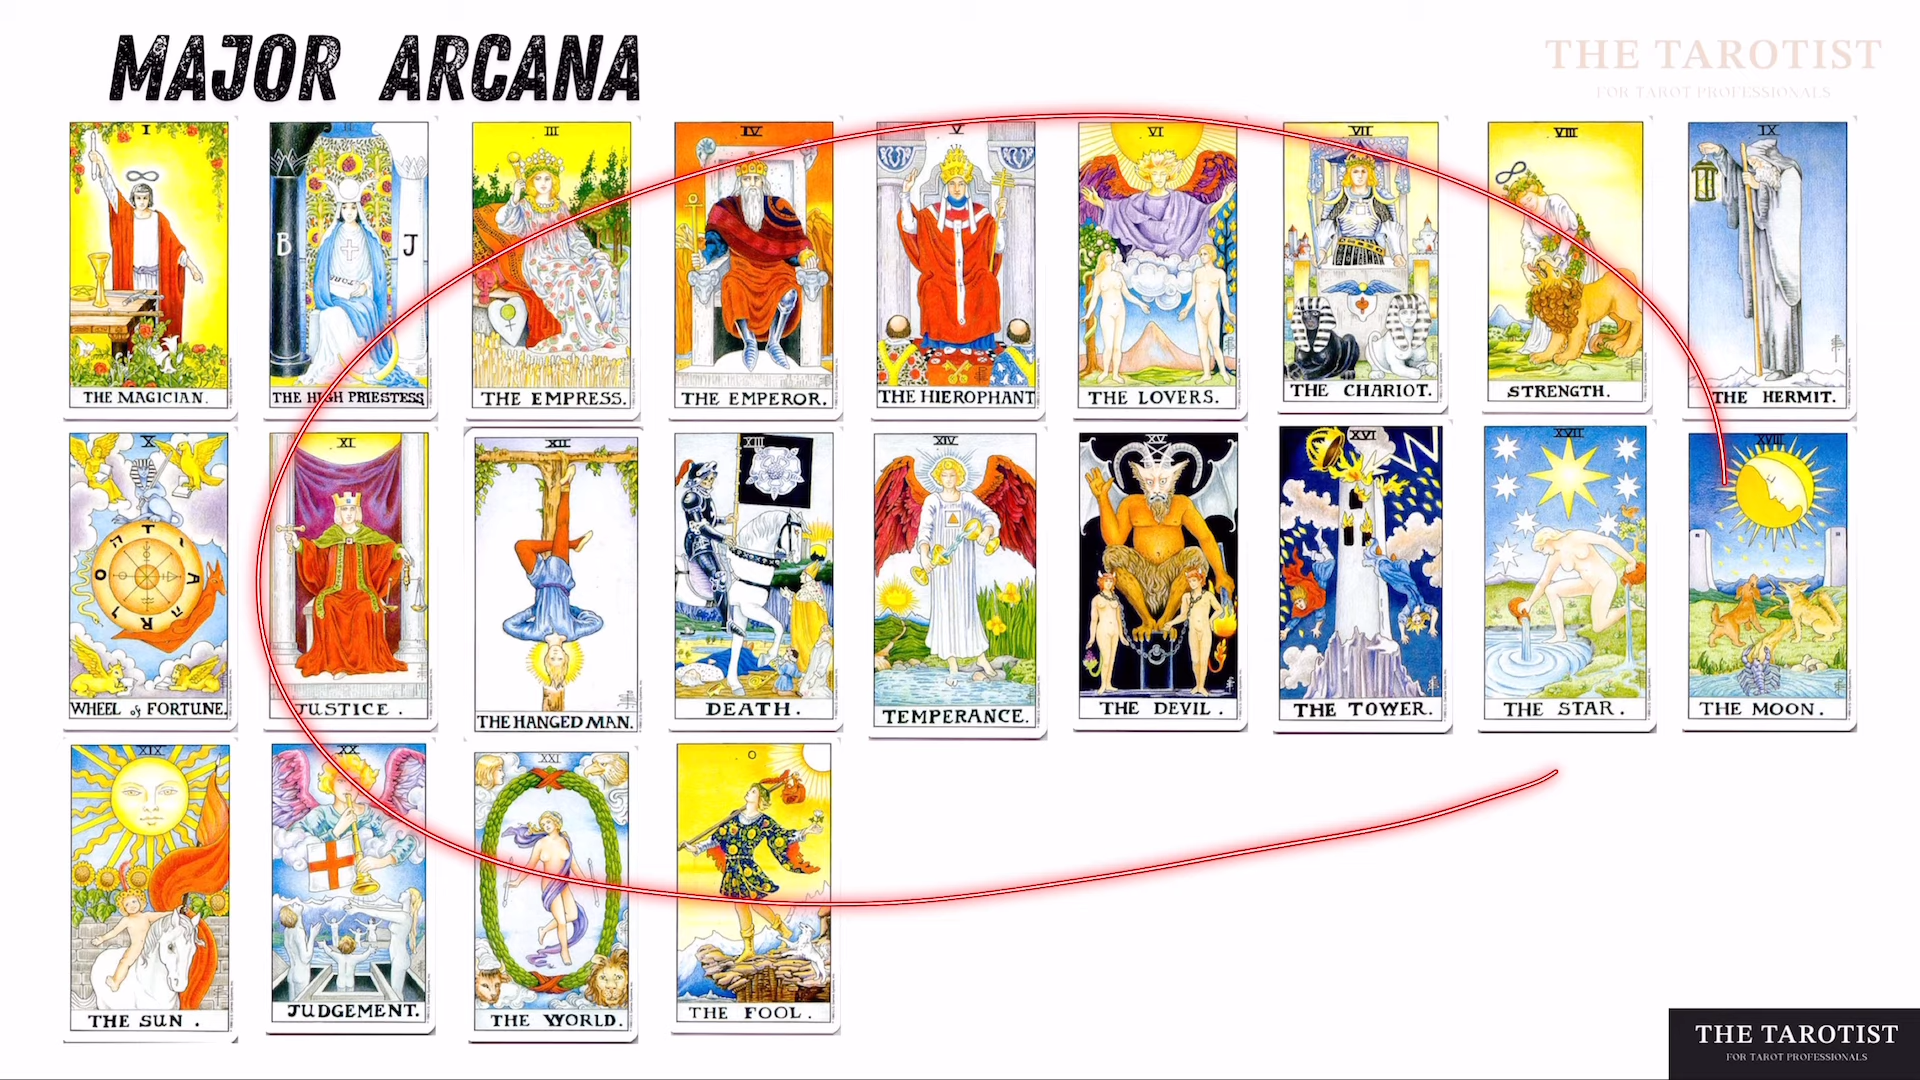 MAJOR ARCANA
THE TAROTIST
FOR TAROT PROFESSIONALS
I
III
IV
V
VI
VII
VIII
IX
B
J
THE MAGICIAN.
THE HIGH PRIESTESS
THE EMPRESS.
THE EMPEROR.
THE HIEROPHANT
THE LOVERS.
THE CHARIOT.
STRENGTH.
THE HERMIT.
X
XI
XII
XIII
XIV
XV
XVI
XVII
XVIII
WHEEL of FORTUNE.
JUSTICE .
THE HANGED MAN.
DEATH.
TEMPERANCE.
THE DEVIL.
THE TOWER.
THE STAR.
THE MOON.
XIX
XX
XXI
0
THE SUN .
JUDGEMENT.
THE WORLD.
THE FOOL.
THE TAROTIST
FOR TAROT PROFESSIONALS